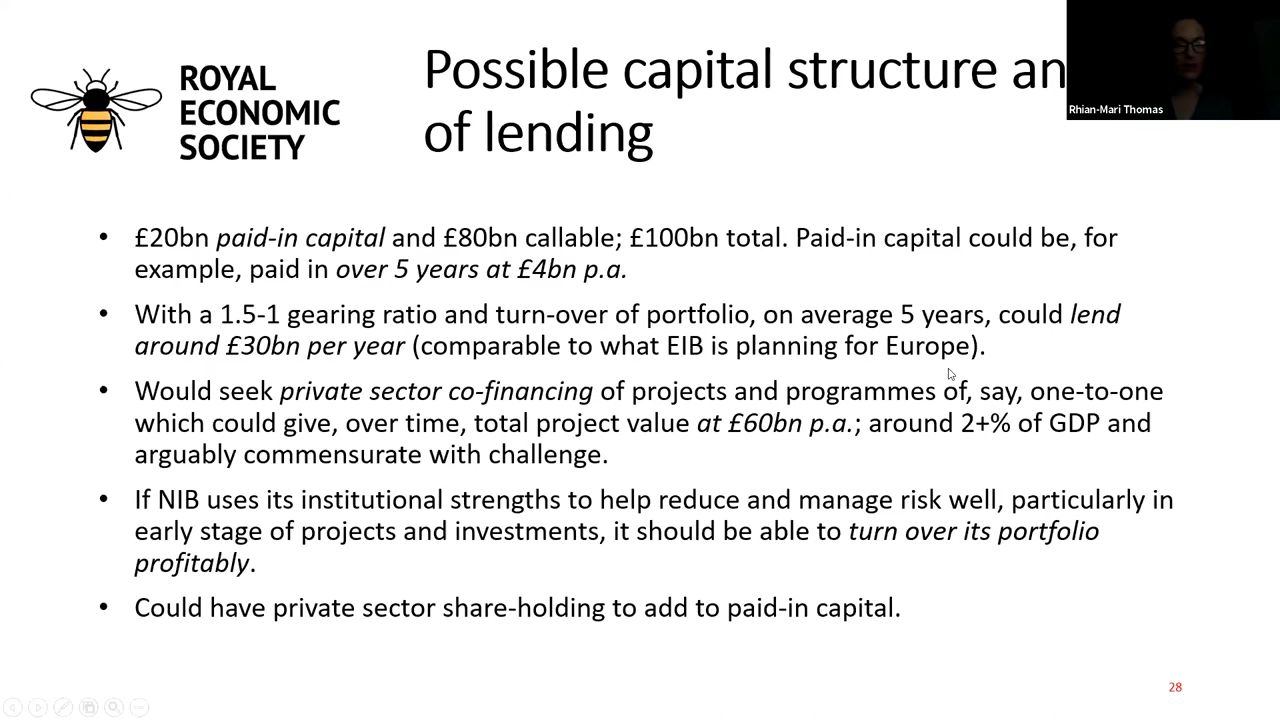 ROYAL
ECONOMIC
SOCIETY
Possible capital structure an
of lending
Rhian-Mari Thomas
• £20bn paid-in capital and £80bn callable; £100bn total. Paid-in capital could be, for
example, paid in over 5 years at £4bn p.a.
• With a 1.5-1 gearing ratio and turn-over of portfolio, on average 5 years, could lend
around £30bn per year (comparable to what EIB is planning for Europe).
• Would seek private sector co-financing of projects and programmes of, say, one-to-one
which could give, over time, total project value at £60bn p.a.; around 2+% of GDP and
arguably commensurate with challenge.
• If NIB uses its institutional strengths to help reduce and manage risk well, particularly in
early stage of projects and investments, it should be able to turn over its portfolio
profitably.
• Could have private sector share-holding to add to paid-in capital.
28